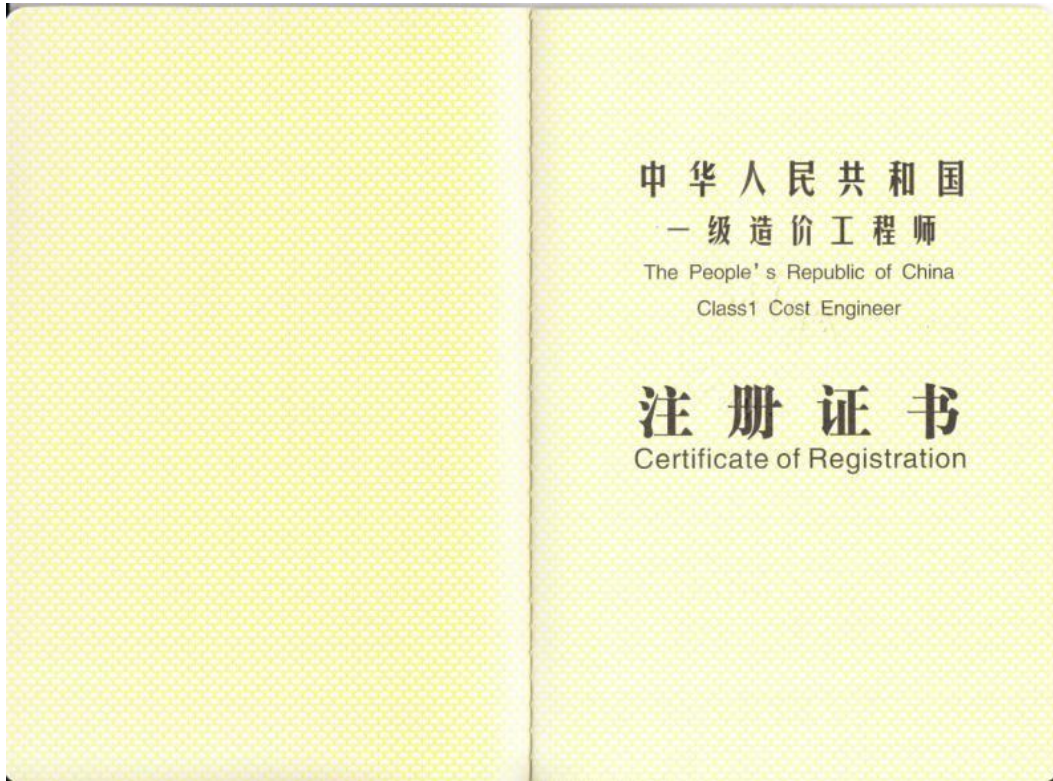 中华人民共和国
一级造价工程师
The People's Republic of China
Class1 Cost Engineer
注册证书
Certificate of Registration